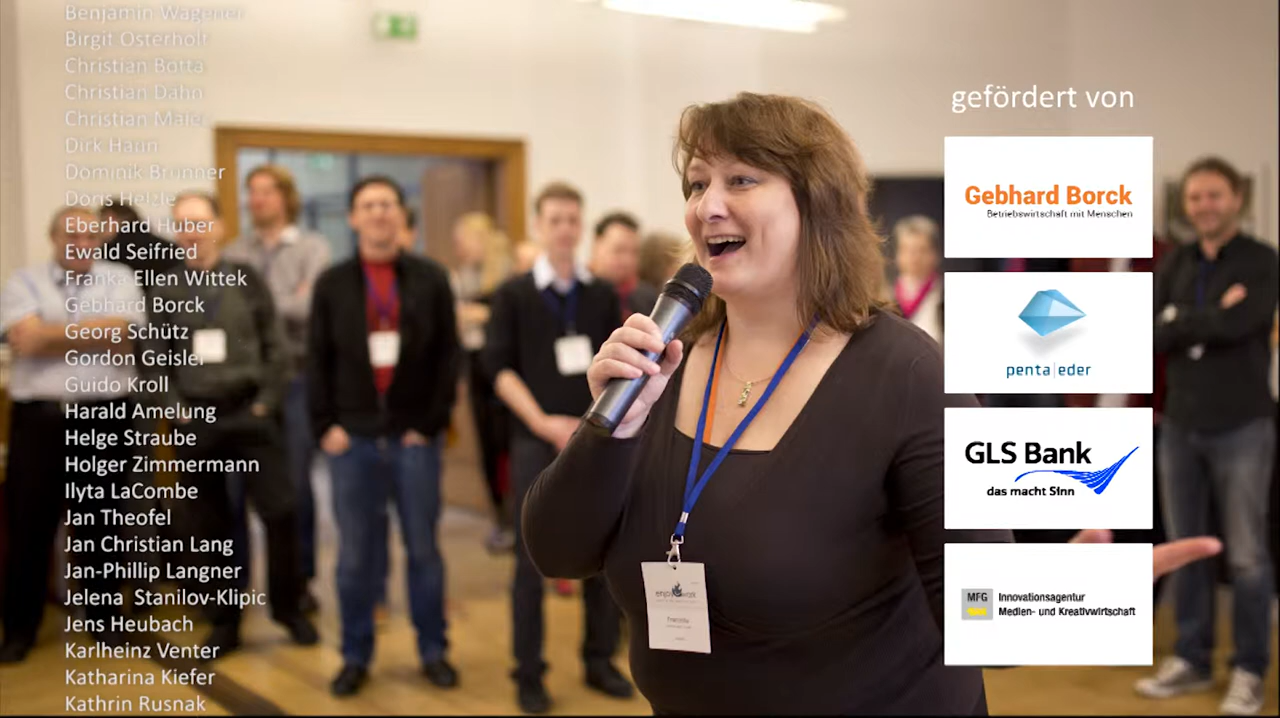 Benjamin Wagener
Birgit Osterholt
Christian Botta
Christian Dähn
Christian Maier
Dirk Haun
Dominik Brunner
Doris Helzle
Eberhard Huber
Ewald Seifried
Franka Ellen Wittek
Gebhard Borck
Georg Schütz
Gordon Geisler
Guido Kroll
Harald Amelung
Helge Straube
Holger Zimmermann
Ilyta LaCombe
Jan Theofel
Jan Christian Lang
Jan-Phillip Langner
Jelena Stanilov-Klipic
Jens Heubach
Karlheinz Venter
Katharina Kiefer
Kathrin Rusnak
gefördert von
Gebhard Borck
Betriebswirtschaft mit Menschen
penta|eder
GLS Bank
das macht Sinn
MFG Innovationsagentur
Medien- und Kreativwirtschaft
enjoy work